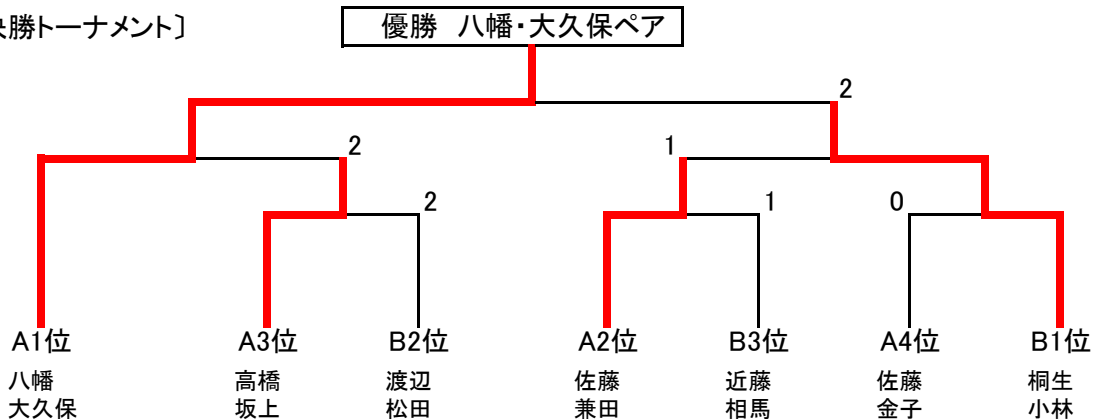 決勝トーナメント〕
優勝 八幡・大久保ペア
2
2 1
2 1 0
A1位 A3位 B2位 A2位 B3位 A4位 B1位
八幡 高橋 渡辺 佐藤 近藤 佐藤 桐生
大久保 坂上 松田 兼田 相馬 金子 小林